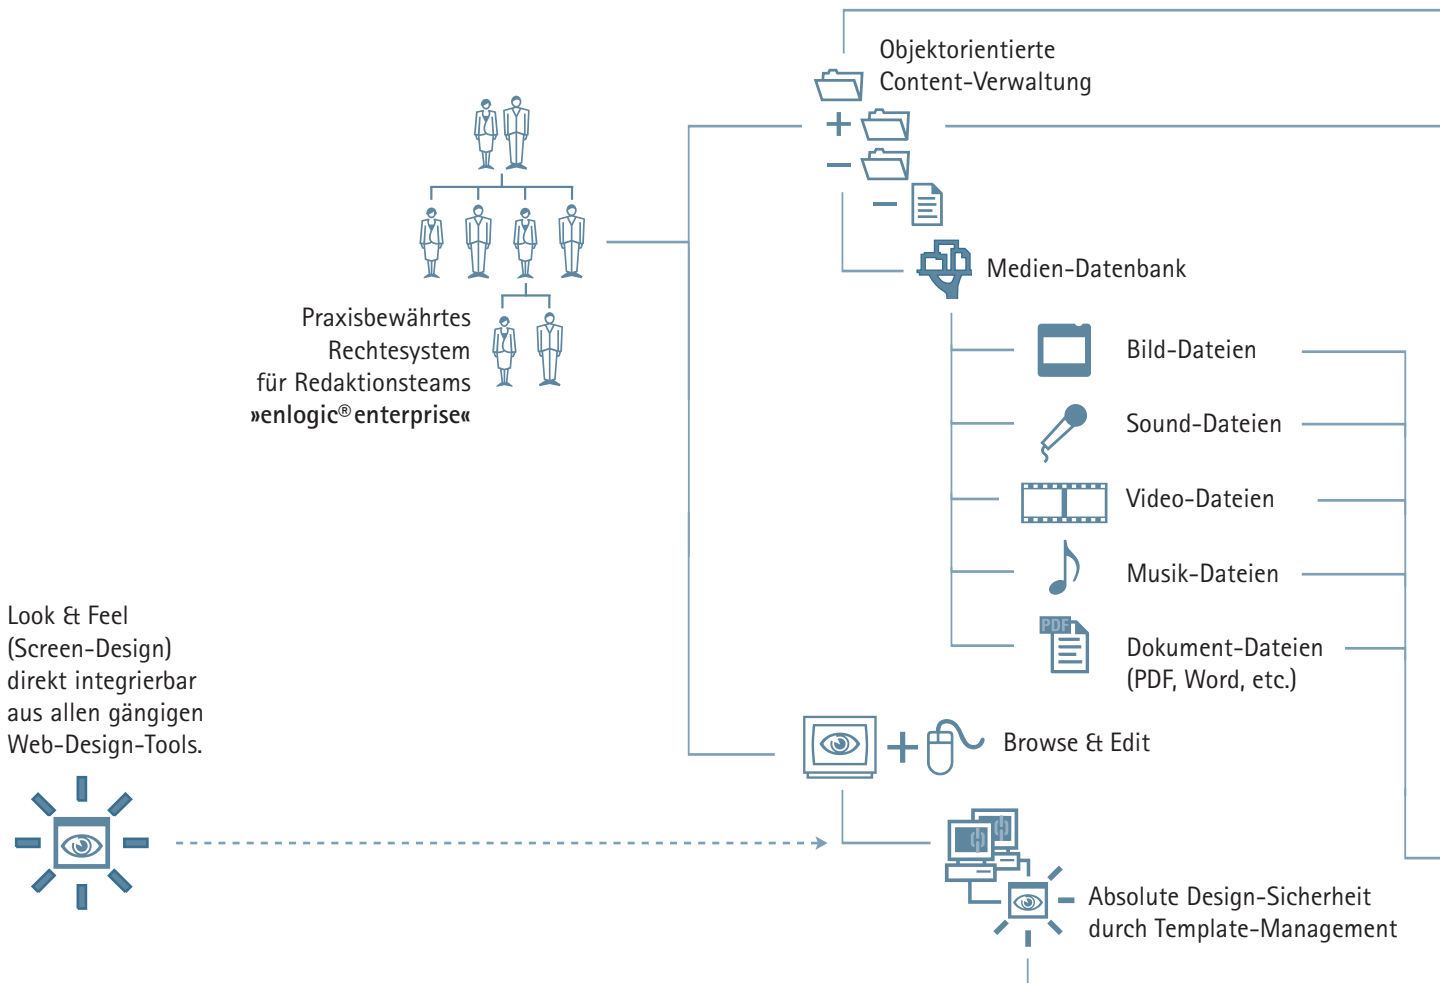 Objektorientierte
Content-Verwaltung
Praxisbewährtes
Rechtesystem
für Redaktionsteams
»enlogic® enterprise«
Medien-Datenbank
Bild-Dateien
Sound-Dateien
Video-Dateien
Musik-Dateien
PDF
Dokument-Dateien
(PDF, Word, etc.)
Look & Feel
(Screen-Design)
direkt integrierbar
aus allen gängigen
Web-Design-Tools.
Browse & Edit
Absolute Design-Sicherheit
durch Template-Management